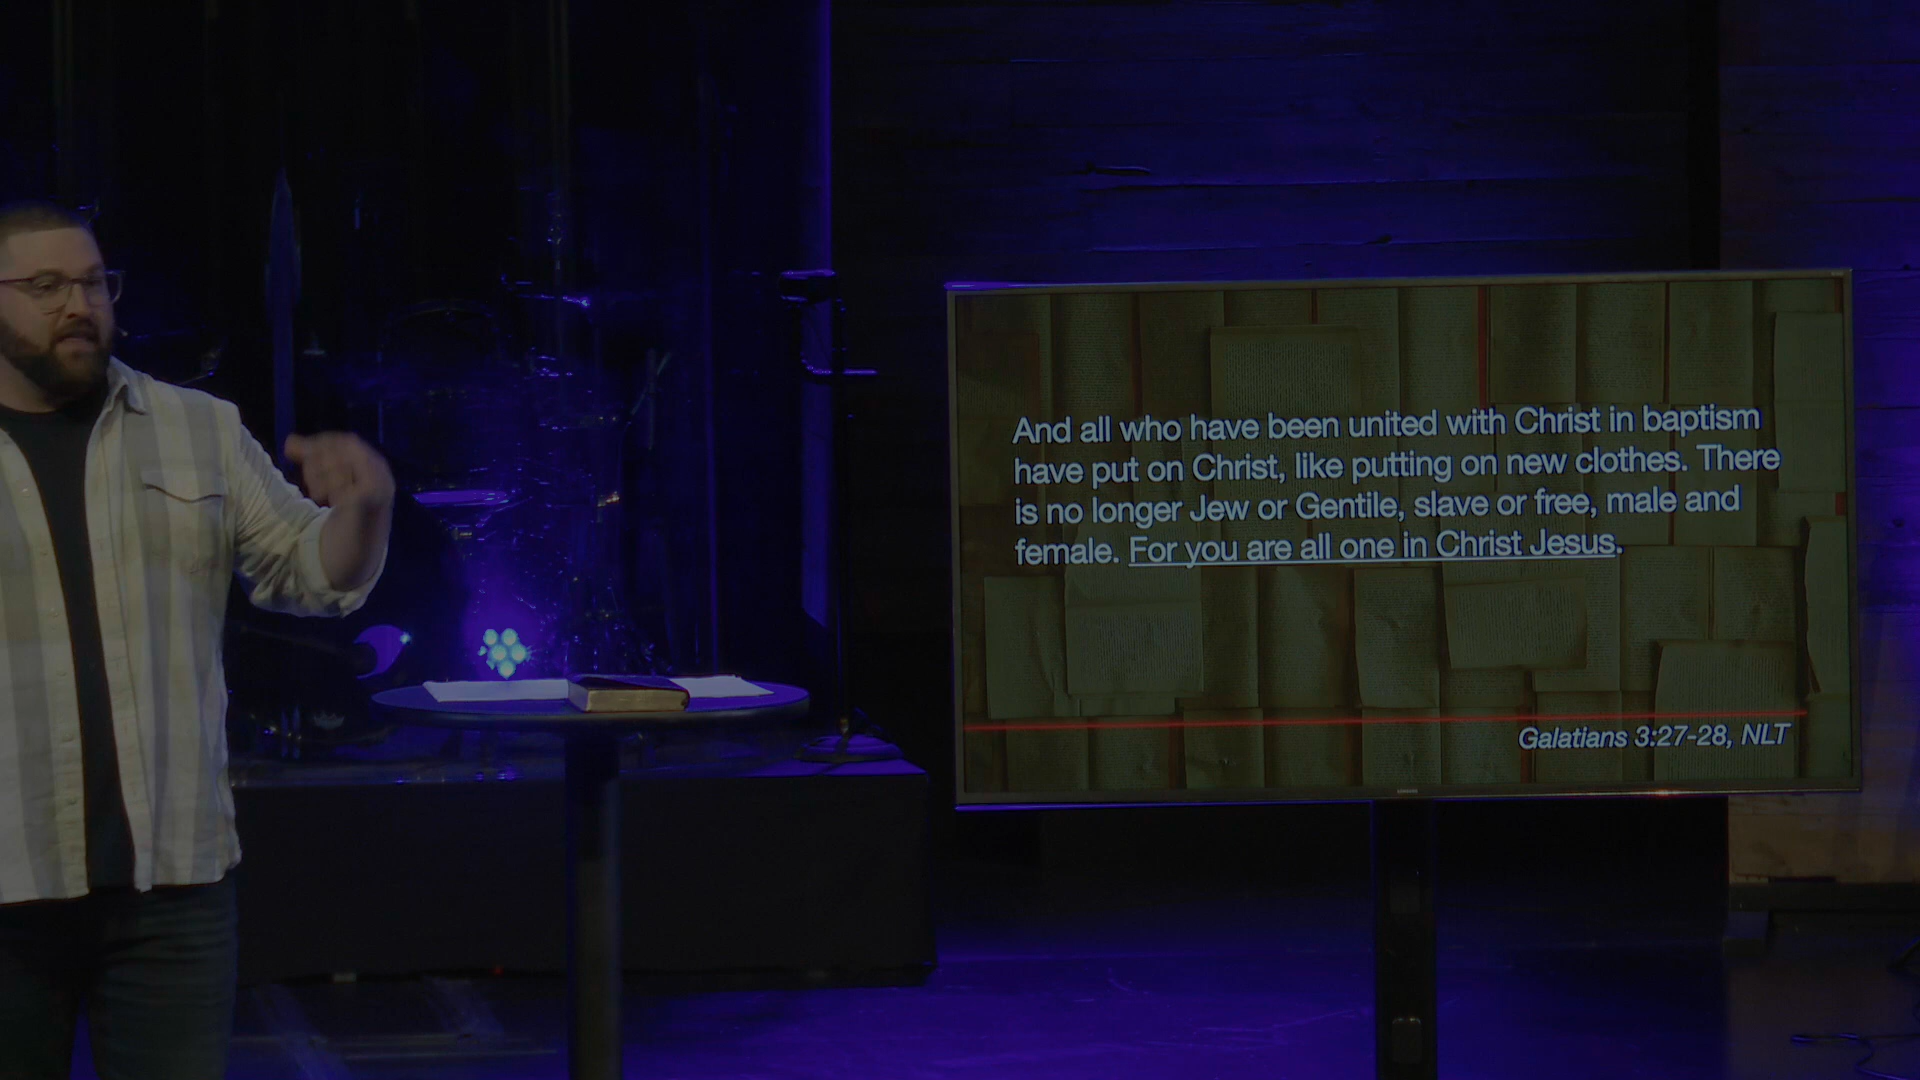 And all who have been united with Christ in baptism
have put on Christ, like putting on new clothes. There
is no longer Jew or Gentile, slave or free, male and
female. For you are all one in Christ Jesus.
Galatians 3:27-28, NLT